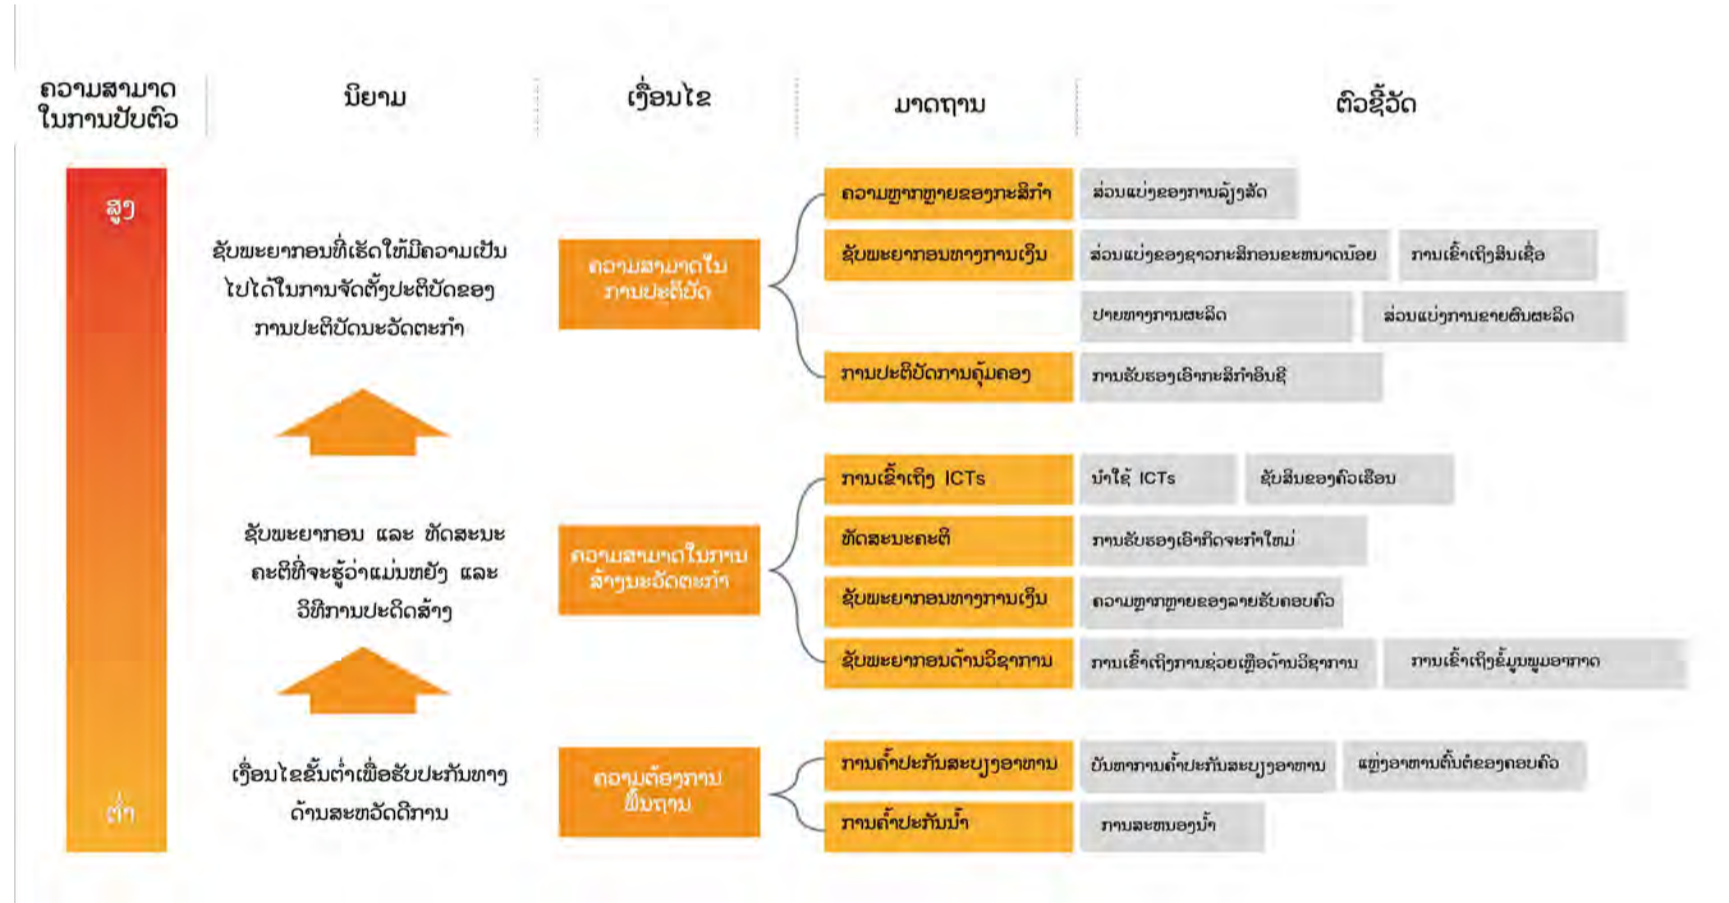 ຄວາມສາມາດ
ໃນການປັບຕົວ
ນິຍາມ
ເງື່ອນໄຂ
ມາດຖານ
ຕົວຊີ້ວັດ
ສູງ
ຊັບພະຍາກອນທີ່ເຮັດໃຫ້ມີຄວາມເປັນ
ໄປໄດ້ໃນການຈັດຕັ້ງປະຕິບັດຂອງ
ການປະຕິບັດນະວັດຕະກຳ
ຄວາມສາມາດໃນ
ການປະຕິບັດ
ຄວາມຫຼາກຫຼາຍຂອງກະສິກຳ
ສ່ວນແບ່ງຂອງການລ້ຽງສັດ
ຊັບພະຍາກອນທາງການເງິນ
ສ່ວນແບ່ງຂອງຊາວກະສິກອນຂະຫນາດນ້ອຍ
ການເຂົ້າເຖິງສິນເຊື່ອ
ປາຍທາງການຜະລິດ
ສ່ວນແບ່ງການຂາຍຜົນຜະລິດ
ການປະຕິບັດການຄຸ້ມຄອງ
ການຮັບຮອງເອົາກະສິກຳອິນຊີ
ຊັບພະຍາກອນ ແລະ ທັດສະນະ
ຄະຕິທີ່ຈະຮູ້ວ່າແມ່ນຫຍັງ ແລະ
ວິທີການປະດິດສ້າງ
ຄວາມສາມາດໃນການ
ສ້າງນະວັດຕະກຳ
ການເຂົ້າເຖິງ ICTs
ນຳໃຊ້ ICTs
ຊັບສິນຂອງຄົວເຮືອນ
ທັດສະນະຄະຕິ
ການຮັບຮອງເອົາກິດຈະກຳໃຫມ່
ຊັບພະຍາກອນທາງການເງິນ
ຄວາມຫຼາກຫຼາຍຂອງລາຍຮັບຄອບຄົວ
ຊັບພະຍາກອນດ້ານວິຊາການ
ການເຂົ້າເຖິງການຊ່ວຍເຫຼືອດ້ານວິຊາການ
ການເຂົ້າເຖິງຂໍ້ມູນພູມອາກາດ
ເງື່ອນໄຂຂັ້ນຕ່ຳເພື່ອຮັບປະກັນທາງ
ດ້ານສະຫວັດດີການ
ຄວາມຕ້ອງການ
ພື້ນຖານ
ການຄ້ຳປະກັນສະບຽງອາຫານ
ບັນຫາການຄ້ຳປະກັນສະບຽງອາຫານ
ແຫຼ່ງອາຫານຕົ້ນຕໍຂອງຄອບຄົວ
ການຄ້ຳປະກັນນ້ຳ
ການສະຫນອງນ້ຳ
ຕ່ຳ